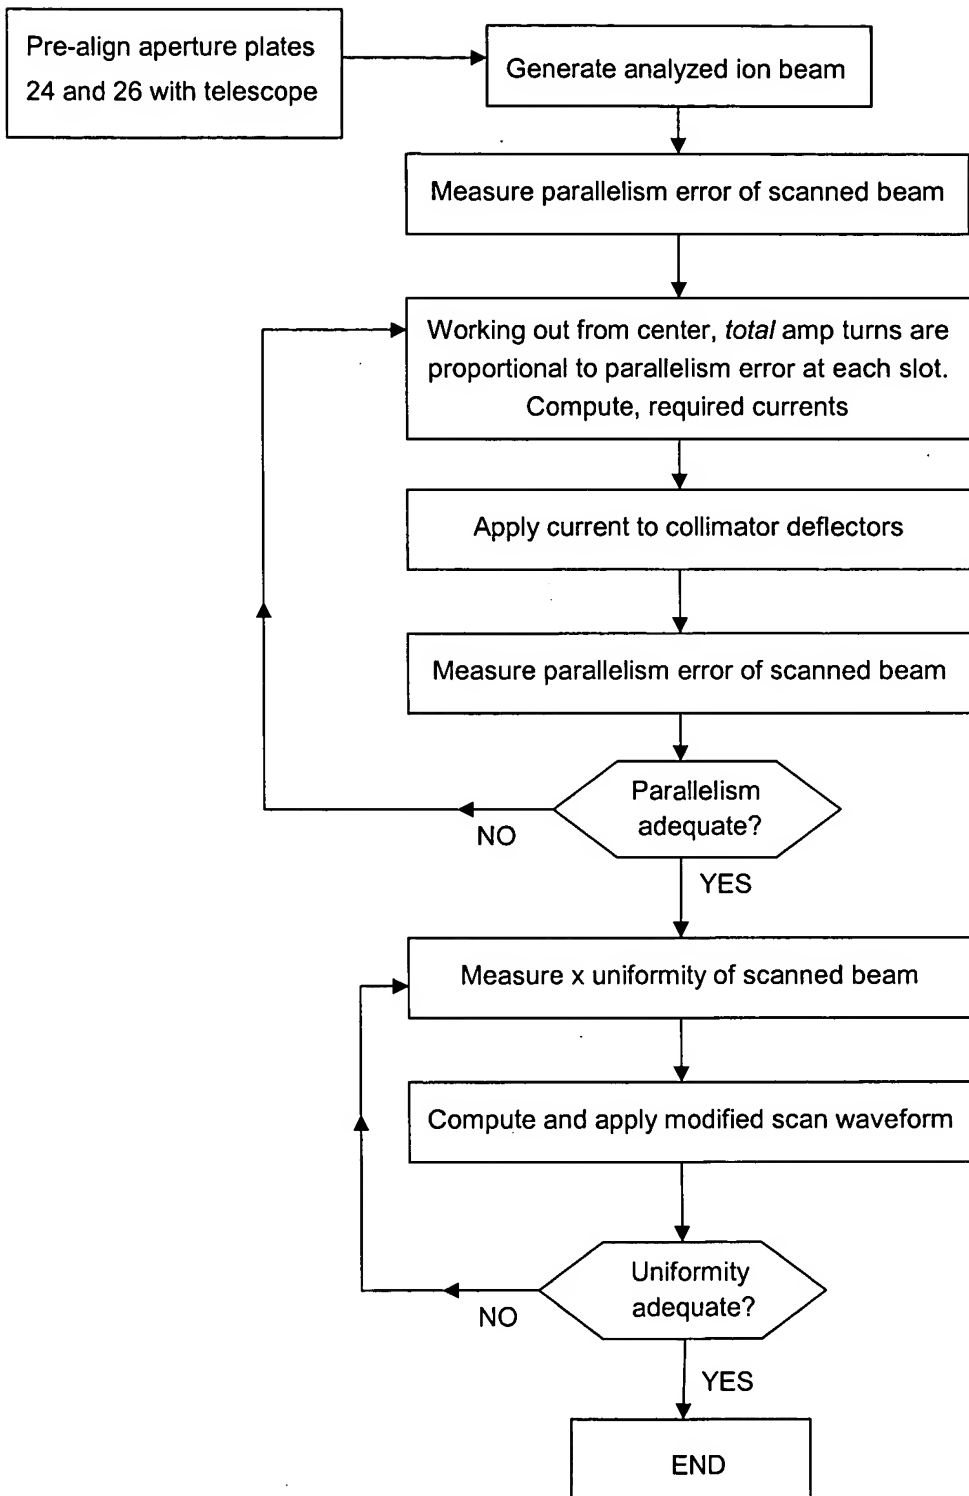 Pre-align aperture plates
24 and 26 with telescope
Generate analyzed ion beam
Measure parallelism error of scanned beam
Working out from center, total amp turns are
proportional to parallelism error at each slot.
Compute, required currents
Apply current to collimator deflectors
Measure parallelism error of scanned beam
Parallelism
adequate?
NO
YES
Measure x uniformity of scanned beam
Compute and apply modified scan waveform
Uniformity
adequate?
NO
YES
END